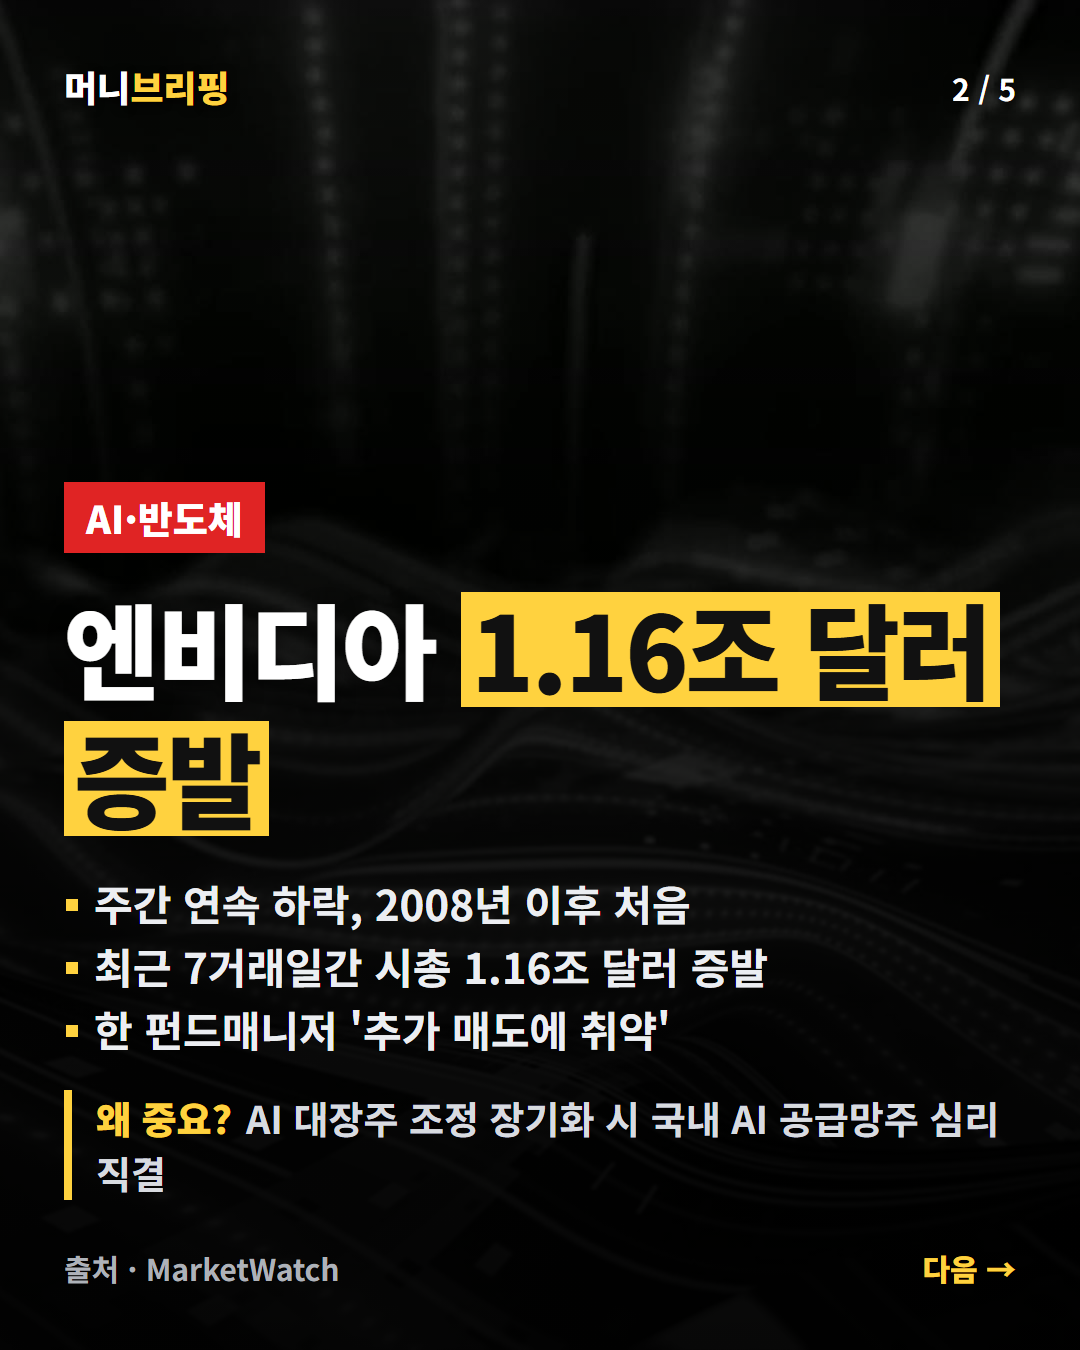 머니브리핑
2 / 5
AI·반도체
엔비디아 1.16조 달러
증발
주간 연속 하락, 2008년 이후 처음
최근 7거래일간 시총 1.16조 달러 증발
한 펀드매니저 '추가 매도에 취약'
왜 중요? AI 대장주 조정 장기화 시 국내 AI 공급망주 심리
직결
출처 · MarketWatch
다음 →